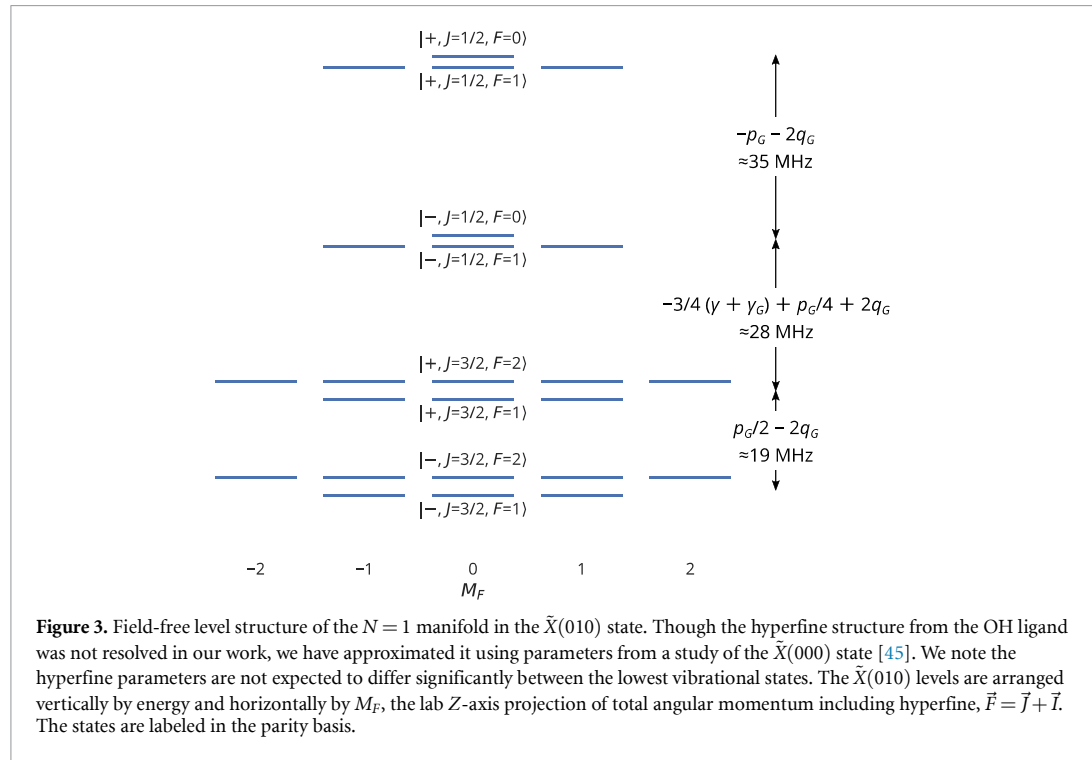 |+, J=1/2, F=0⟩
|+, J=1/2, F=1⟩
−p_G − 2q_G
≈35 MHz
|−, J=1/2, F=0⟩
|−, J=1/2, F=1⟩
−3/4 (γ + γ_G) + p_G/4 + 2q_G
≈28 MHz
|+, J=3/2, F=2⟩
|+, J=3/2, F=1⟩
p_G/2 − 2q_G
≈19 MHz
|−, J=3/2, F=2⟩
|−, J=3/2, F=1⟩
−2 −1 0 1 2
M_F
Figure 3. Field-free level structure of the N = 1 manifold in the X̃(010) state. Though the hyperfine structure from the OH ligand
was not resolved in our work, we have approximated it using parameters from a study of the X̃(000) state [45]. We note the
hyperfine parameters are not expected to differ significantly between the lowest vibrational states. The X̃(010) levels are arranged
vertically by energy and horizontally by M_F, the lab Z-axis projection of total angular momentum including hyperfine, F⃗ = J⃗ + I⃗.
The states are labeled in the parity basis.